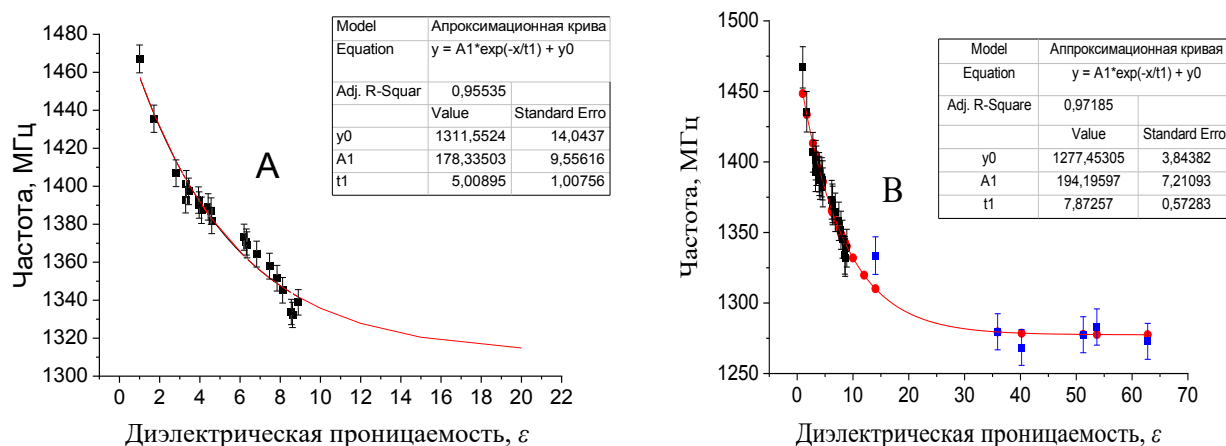 A
Model Апроксимационная крива
Equation y = A1*exp(-x/t1) + y0
Adj. R-Squar 0,95535
Value Standard Erro
y0 1311,5524 14,0437
A1 178,33503 9,55616
t1 5,00895 1,00756
1480
1460
1440
1420
1400
1380
1360
1340
1320
1300
Частота, МГц
0 2 4 6 8 10 12 14 16 18 20 22
Диэлектрическая проницаемость, ε
B
Model Аппроксимационная кривая
Equation y = A1*exp(-x/t1) + y0
Adj. R-Square 0,97185
Value Standard Erro
y0 1277,45305 3,84382
A1 194,19597 7,21093
t1 7,87257 0,57283
1500
1450
1400
1350
1300
1250
Частота, МГц
0 10 20 30 40 50 60 70
Диэлектрическая проницаемость, ε